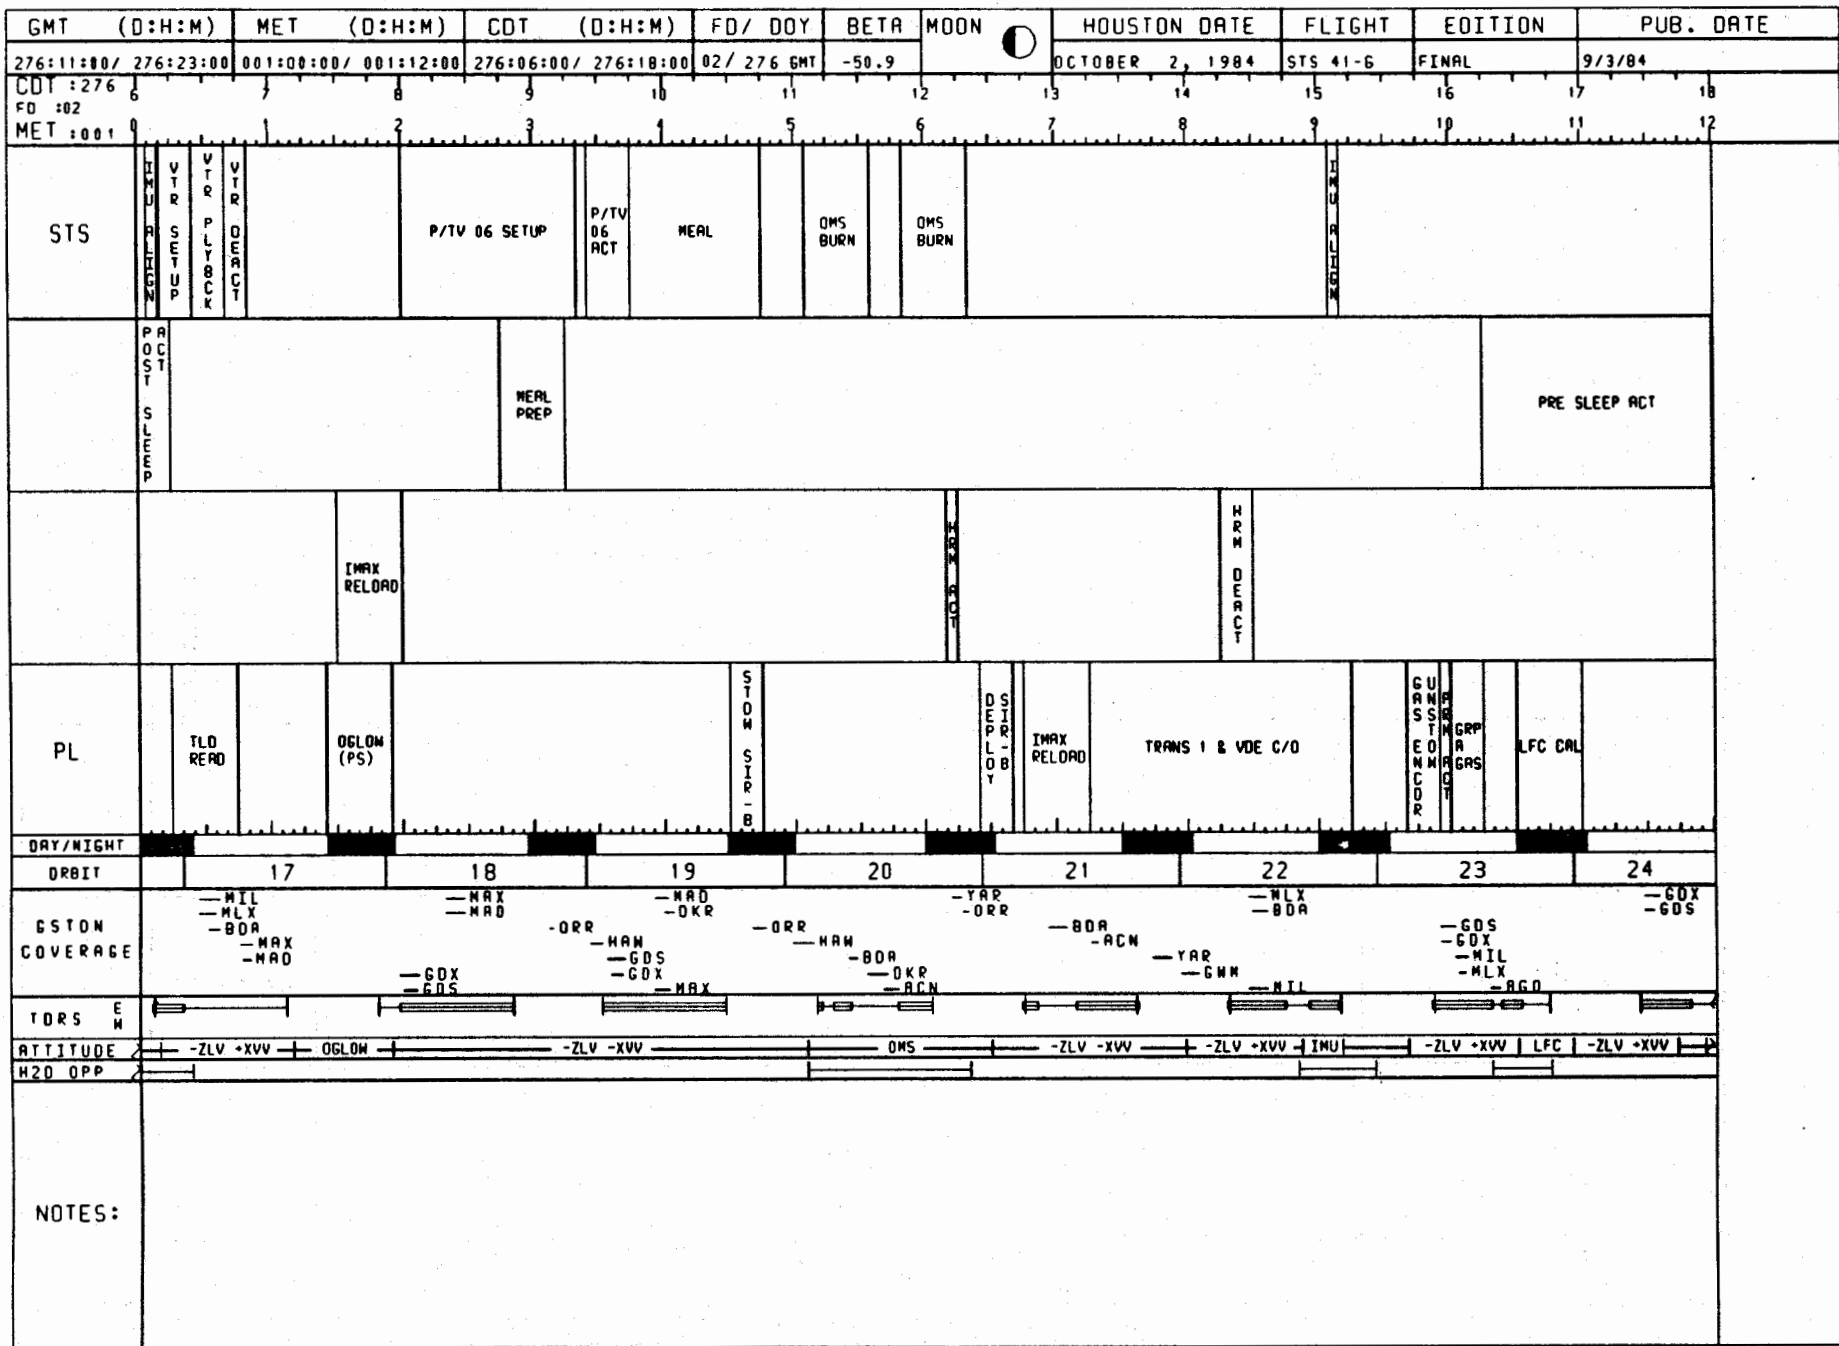 GMT (D:H:M) MET (D:H:M) CDT (D:H:M) FD/ DOY BETA MOON HOUSTON DATE FLIGHT EDITION PUB. DATE
276:11:00/ 276:23:00 001:00:00/ 001:12:00 276:06:00/ 276:18:00 02/ 276 GMT -50.9 OCTOBER 2, 1984 STS 41-G FINAL 9/3/84
CDT :276 6 7 8 9 10 11 12 13 14 15 16 17 18
FD :02
MET :001 0 1 2 3 4 5 6 7 8 9 10 11 12
STS
IMU ALIGN
VTR SETUP
VTR PLYBCK
VTR DEACT
P/TV 06 SETUP
P/TV
06
ACT
MEAL
OMS
BURN
OMS
BURN
IMU ALIGN
POST SLEEP
ACT
MEAL
PREP
PRE SLEEP ACT
IMAX
RELOAD
HRM ACT
HRM DEACT
PL
TLD
READ
OGLOW
(PS)
STOW SIR-B
DEPLOY
SIR-B
IMAX
RELOAD
TRANS 1 & VDE C/O
GAS ENCDR
UNSTOW
ARM ACT
GRP
A
GAS
LFC CAL
DAY/NIGHT
ORBIT 17 18 19 20 21 22 23 24
GSTDN
COVERAGE
MIL MAX MAD YAR MLX GDX
MLX MAD OKR ORR BDA GDS
BDA ORR ORR BDA GDS
MAX HAW HAW ACN GDX
MAD GDS BDA YAR MIL
GDX GDX OKR GWM MLX
GDS MAX ACN MIL AGO
TDRS E
W
ATTITUDE -ZLV +XVV OGLOW -ZLV -XVV OMS -ZLV -XVV -ZLV +XVV IMU -ZLV +XVV LFC -ZLV +XVV
H2O OPP
NOTES: